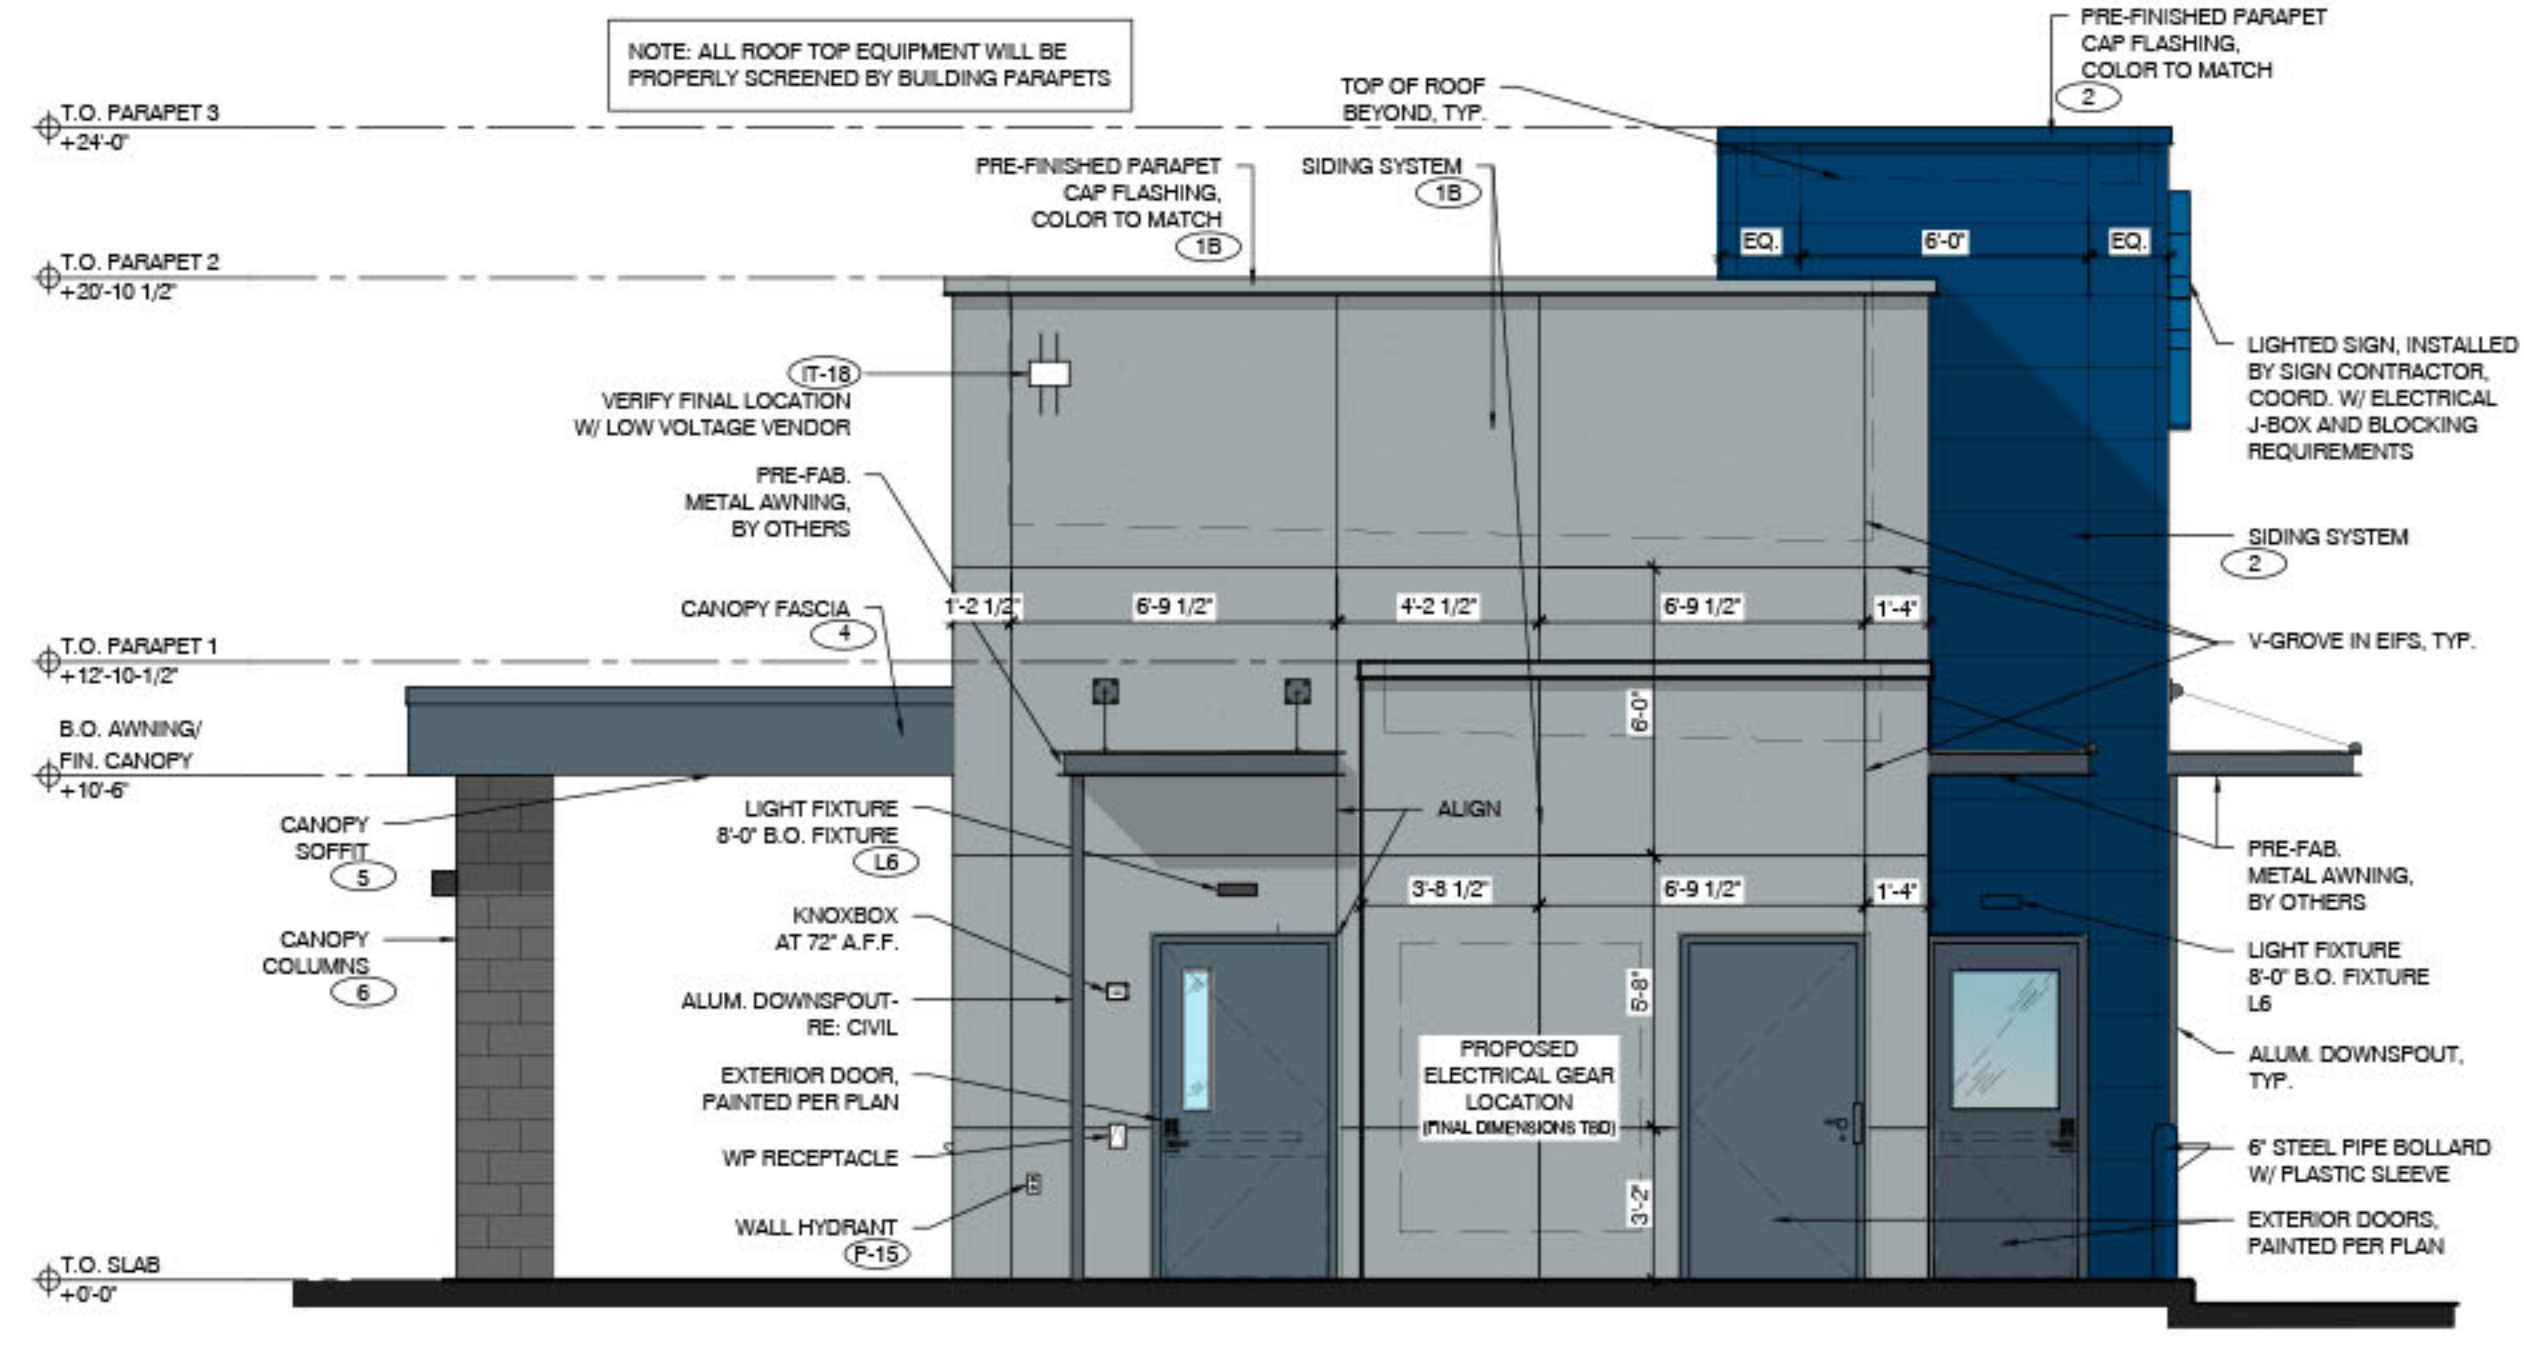 NOTE: ALL ROOF TOP EQUIPMENT WILL BE
PROPERLY SCREENED BY BUILDING PARAPETS
PRE-FINISHED PARAPET
CAP FLASHING,
COLOR TO MATCH
2
TOP OF ROOF
BEYOND, TYP.
T.O. PARAPET 3
+24'-0"
PRE-FINISHED PARAPET
CAP FLASHING,
COLOR TO MATCH
1B
SIDING SYSTEM
1B
EQ.
6'-0"
EQ.
T.O. PARAPET 2
+20'-10 1/2"
LIGHTED SIGN, INSTALLED
BY SIGN CONTRACTOR,
COORD. W/ ELECTRICAL
J-BOX AND BLOCKING
REQUIREMENTS
IT-18
VERIFY FINAL LOCATION
W/ LOW VOLTAGE VENDOR
PRE-FAB.
METAL AWNING,
BY OTHERS
SIDING SYSTEM
2
CANOPY FASCIA
4
1'-2 1/2"
6'-9 1/2"
4'-2 1/2"
6'-9 1/2"
1'-4"
V-GROVE IN EIFS, TYP.
T.O. PARAPET 1
+12'-10-1/2"
6'-0"
B.O. AWNING/
FIN. CANOPY
+10'-6"
CANOPY
SOFFIT
5
LIGHT FIXTURE
8'-0" B.O. FIXTURE
L6
ALIGN
PRE-FAB.
METAL AWNING,
BY OTHERS
3'-8 1/2"
6'-9 1/2"
1'-4"
CANOPY
COLUMNS
6
KNOXBOX
AT 72" A.F.F.
LIGHT FIXTURE
8'-0" B.O. FIXTURE
L6
ALUM. DOWNSPOUT-
RE: CIVIL
5'-8"
PROPOSED
ELECTRICAL GEAR
LOCATION
(FINAL DIMENSIONS TBD)
ALUM. DOWNSPOUT,
TYP.
EXTERIOR DOOR,
PAINTED PER PLAN
WP RECEPTACLE
6" STEEL PIPE BOLLARD
W/ PLASTIC SLEEVE
3'-2"
WALL HYDRANT
P-15
EXTERIOR DOORS,
PAINTED PER PLAN
T.O. SLAB
+0'-0"